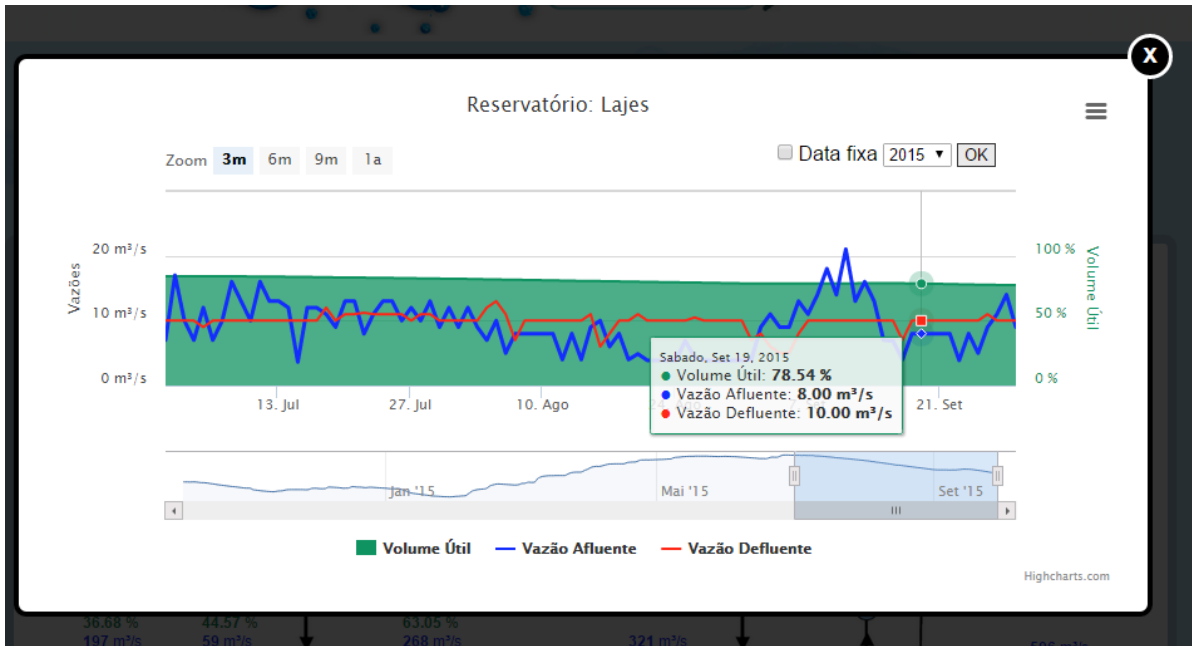 X
Reservatório: Lajes
Zoom 3m 6m 9m 1a
Data fixa 2015 OK
20 m³/s
10 m³/s
0 m³/s
Vazões
100 %
50 %
0 %
Volume Útil
Sabado, Set 19, 2015
Volume Útil: 78.54 %
Vazão Afluente: 8.00 m³/s
Vazão Defluente: 10.00 m³/s
13. Jul 27. Jul 10. Ago 21. Set
Jan '15 Mai '15 Set '15
Volume Útil Vazão Afluente Vazão Defluente
Highcharts.com
36.68 % 44.57 % 63.05 %
197 m³/s 59 m³/s 268 m³/s 321 m³/s